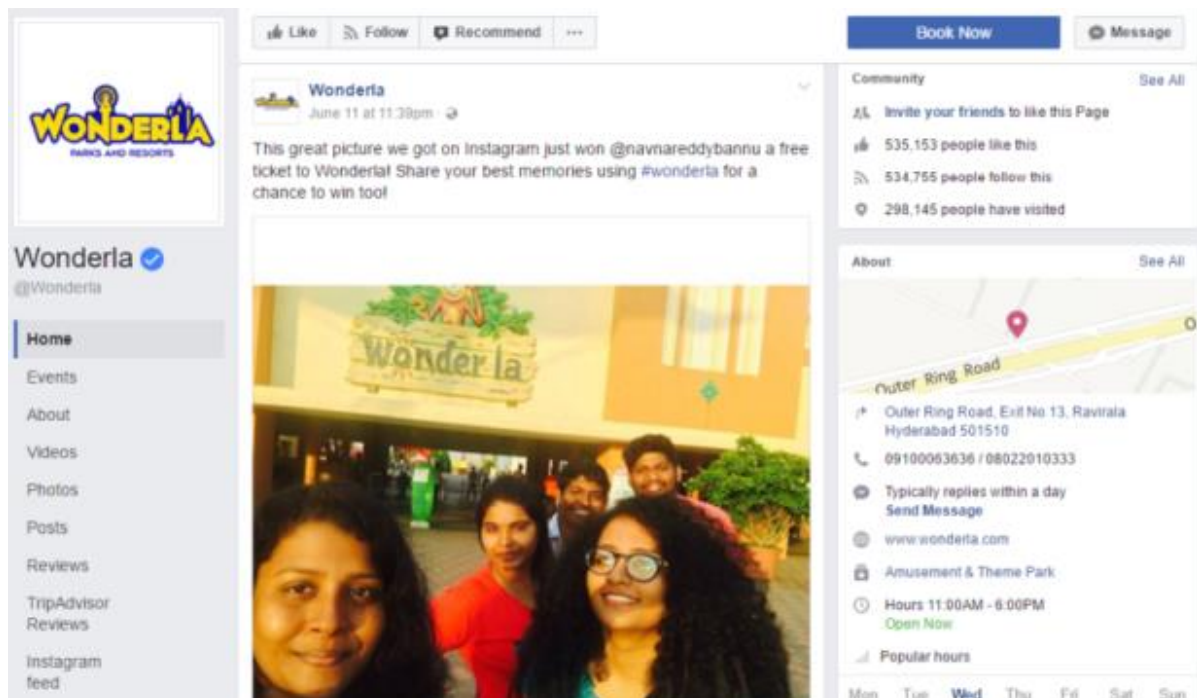 WONDERLA
PARKS AND RESORTS
Wonderla
@Wonderla
Home
Events
About
Videos
Photos
Posts
Reviews
TripAdvisor
Reviews
Instagram
feed
Like Follow Recommend ...
Wonderla
June 11 at 11:39pm
This great picture we got on Instagram just won @navnareddybannu a free
ticket to Wonderla! Share your best memories using #wonderla for a
chance to win too!
Wonder la
Book Now Message
Community See All
Invite your friends to like this Page
535,153 people like this
534,755 people follow this
298,145 people have visited
About See All
Outer Ring Road
O
Outer Ring Road, Exit No 13, Ravirala
Hyderabad 501510
09100063636 / 08022010333
Typically replies within a day
Send Message
www.wonderla.com
Amusement & Theme Park
Hours 11:00AM - 6:00PM
Open Now
Popular hours
Mon Tue Wed Thu Fri Sat Sun